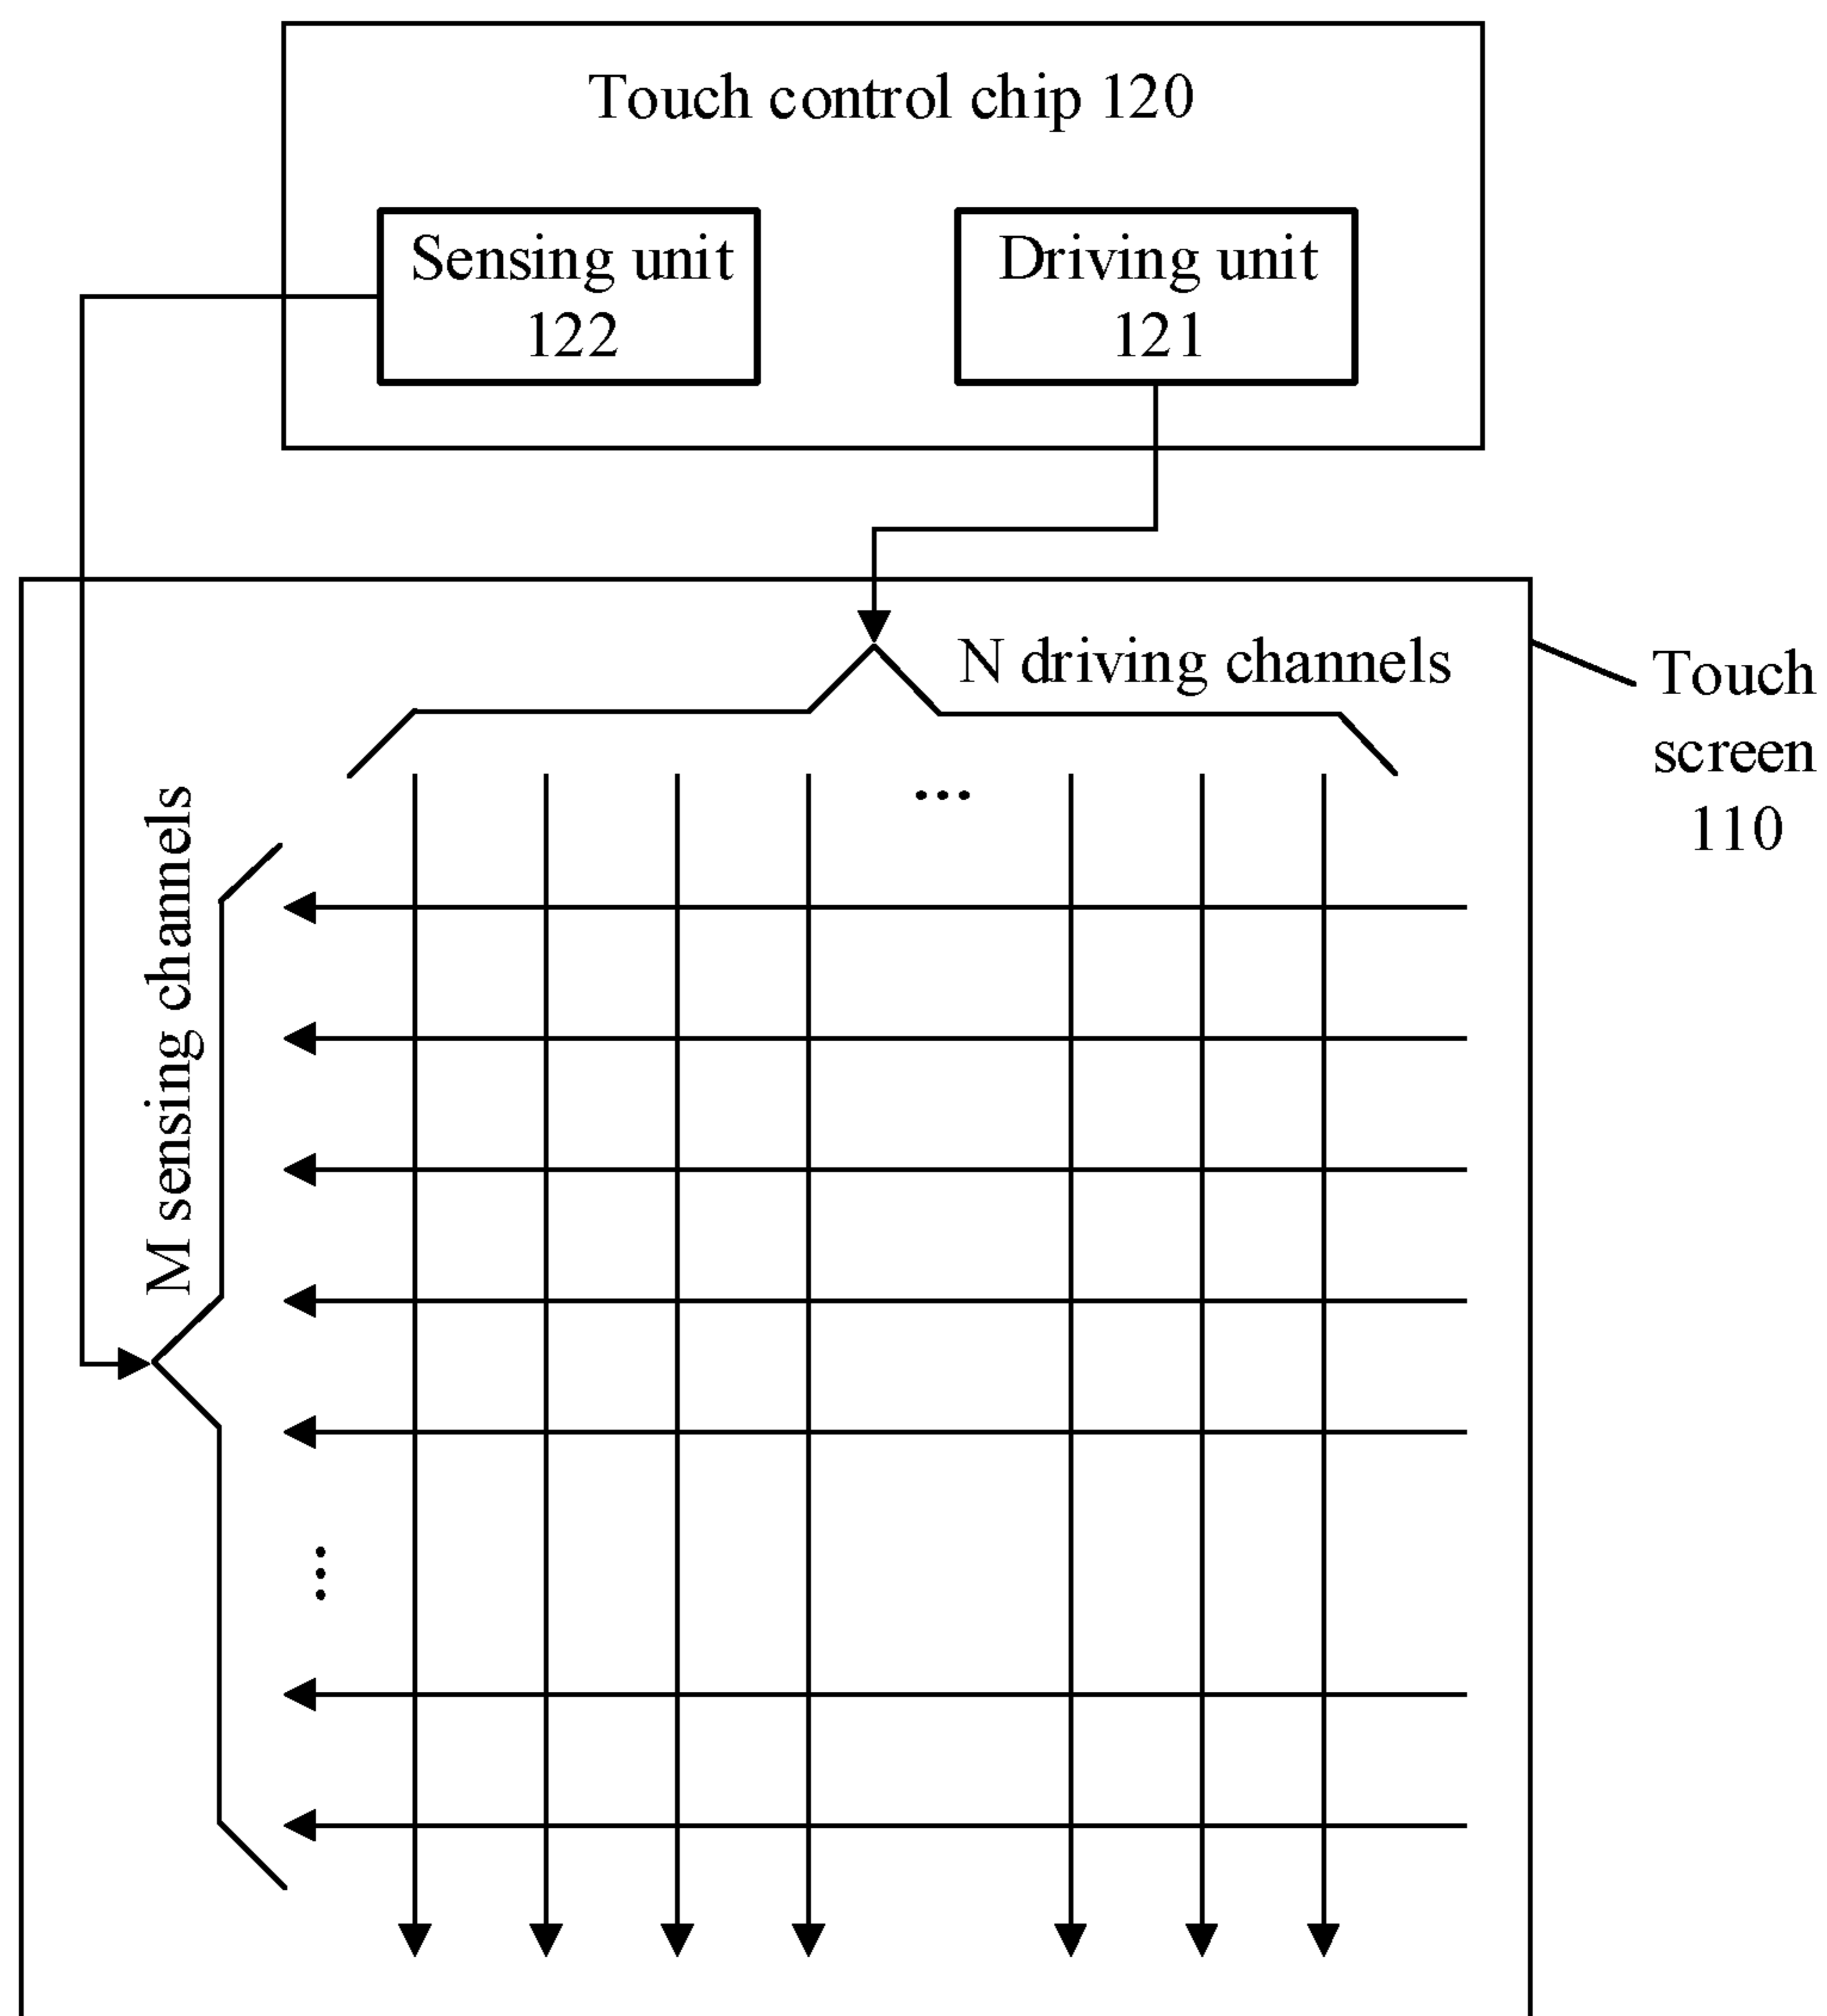 Touch control chip 120
Sensing unit
122
Driving unit
121
N driving channels
...
Touch
screen
110
M sensing channels
...